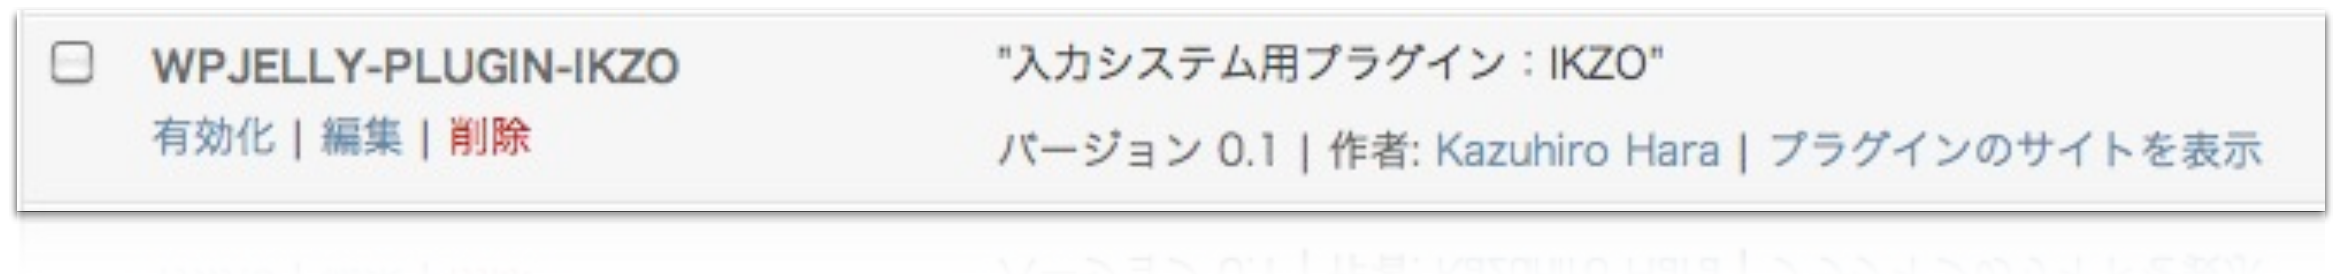 WPJELLY-PLUGIN-IKZO
有効化 | 編集 | 削除
"入力システム用プラグイン：IKZO"
バージョン 0.1 | 作者: Kazuhiro Hara | プラグインのサイトを表示